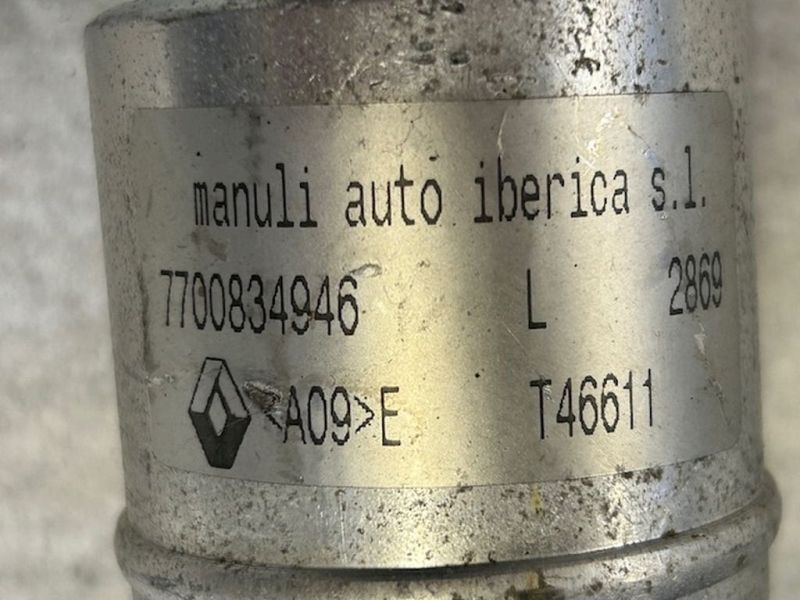 manuli auto iberica s.l.
7700834946 L 2869
<A09>E T46611